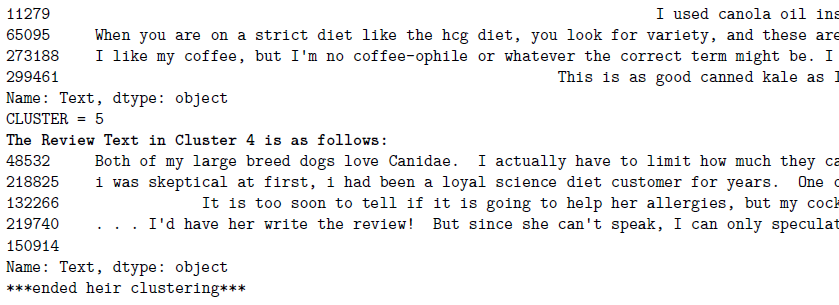 11279 I used canola oil ins
65095 When you are on a strict diet like the hcg diet, you look for variety, and these are
273188 I like my coffee, but I'm no coffee-ophile or whatever the correct term might be. I
299461 This is as good canned kale as I
Name: Text, dtype: object
CLUSTER = 5
The Review Text in Cluster 4 is as follows:
48532 Both of my large breed dogs love Canidae. I actually have to limit how much they ca
218825 i was skeptical at first, i had been a loyal science diet customer for years. One o
132266 It is too soon to tell if it is going to help her allergies, but my cock
219740 . . . I'd have her write the review! But since she can't speak, I can only speculat
150914
Name: Text, dtype: object
***ended heir clustering***